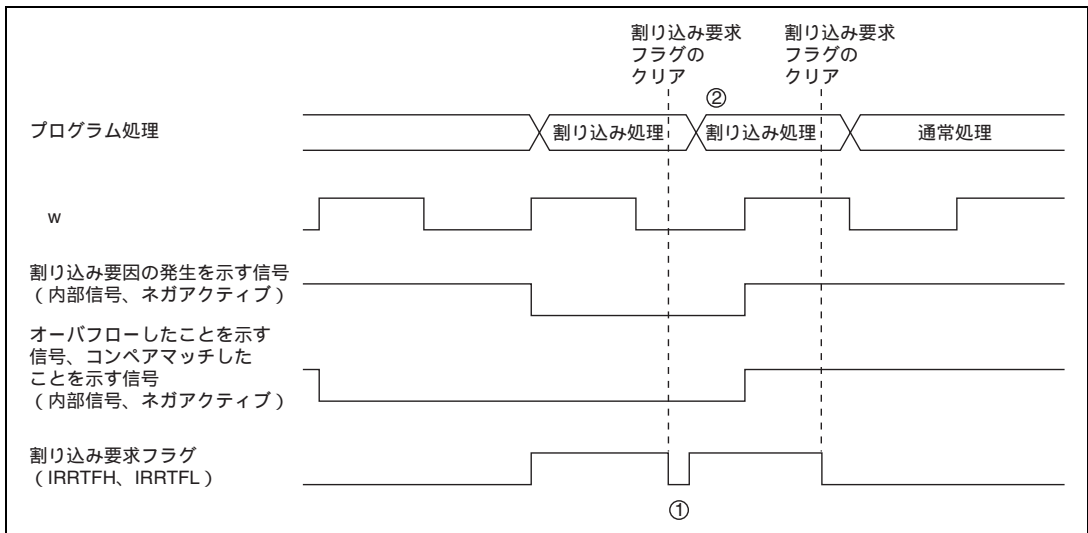 割り込み要求
フラグの
クリア
割り込み要求
フラグの
クリア
②
プログラム処理
割り込み処理
割り込み処理
通常処理
w
割り込み要因の発生を示す信号
（内部信号、ネガアクティブ）
オーバフローしたことを示す
信号、コンペアマッチした
ことを示す信号
（内部信号、ネガアクティブ）
割り込み要求フラグ
（IRRTFH、IRRTFL）
①